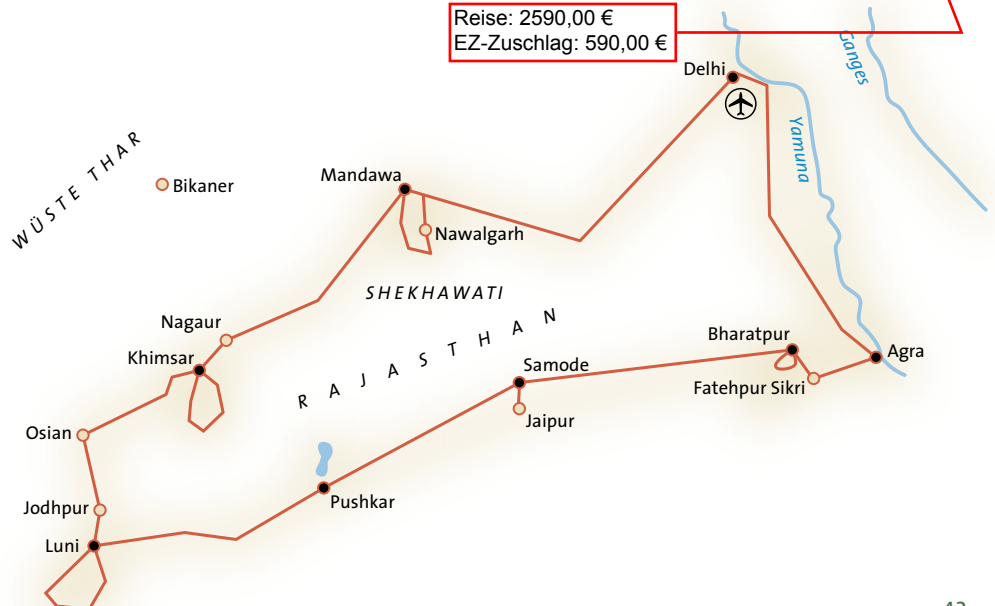 Reise: 2590,00 €
EZ-Zuschlag: 590,00 €
Ganges
Delhi
Yamuna
WÜSTE THAR
Bikaner
Mandawa
Nawalgarh
SHEKHAWATI
RAJASTHAN
Nagaur
Khimsar
Bharatpur
Agra
Samode
Fatehpur Sikri
Jaipur
Osian
Pushkar
Jodhpur
Luni